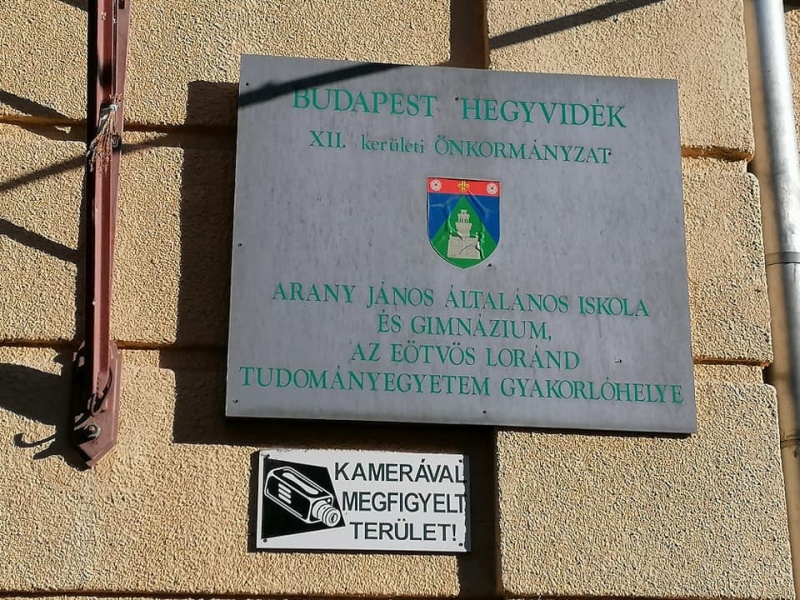 BUDAPEST HEGYVIDÉK
XII. kerületi ÖNKORMÁNYZAT
ARANY JÁNOS ÁLTALÁNOS ISKOLA
ÉS GIMNÁZIUM,
AZ EÖTVÖS LORÁND
TUDOMÁNYEGYETEM GYAKORLÓHELYE
KAMERÁVAL
MEGFIGYELT
TERÜLET!